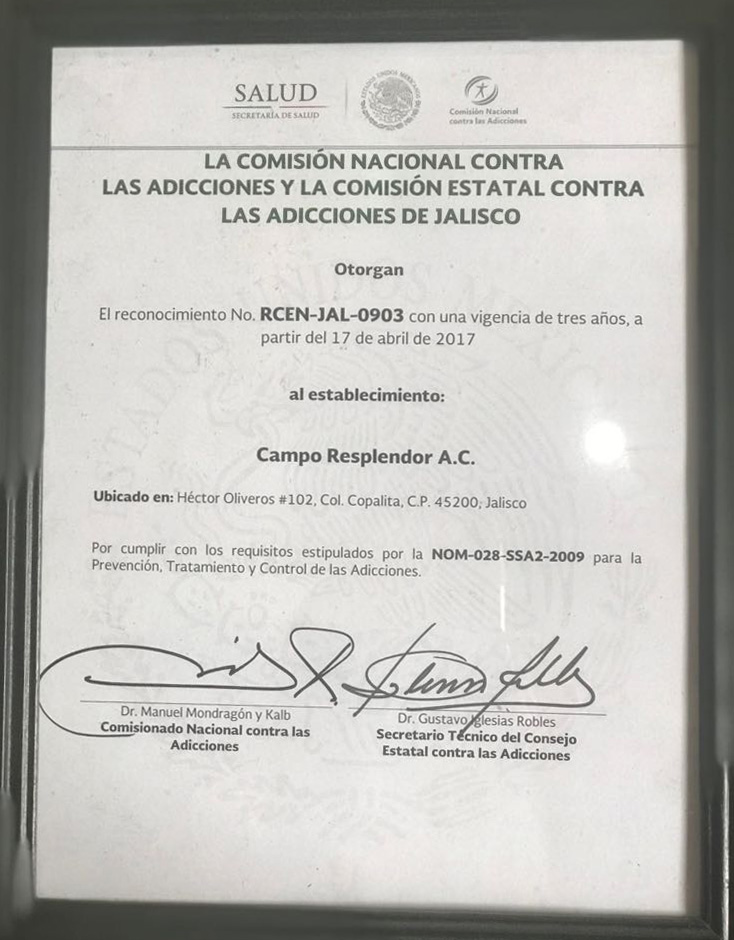 SALUD
SECRETARÍA DE SALUD
ESTADOS UNIDOS MEXICANOS
Comisión Nacional
contra las Adicciones
LA COMISIÓN NACIONAL CONTRA
LAS ADICCIONES Y LA COMISIÓN ESTATAL CONTRA
LAS ADICCIONES DE JALISCO
Otorgan
El reconocimiento No. RCEN-JAL-0903 con una vigencia de tres años, a
partir del 17 de abril de 2017
al establecimiento:
Campo Resplendor A.C.
Ubicado en: Héctor Oliveros #102, Col. Copalita, C.P. 45200, Jalisco
Por cumplir con los requisitos estipulados por la NOM-028-SSA2-2009 para la
Prevención, Tratamiento y Control de las Adicciones.
Dr. Manuel Mondragón y Kalb
Comisionado Nacional contra las
Adicciones
Dr. Gustavo Iglesias Robles
Secretario Técnico del Consejo
Estatal contra las Adicciones